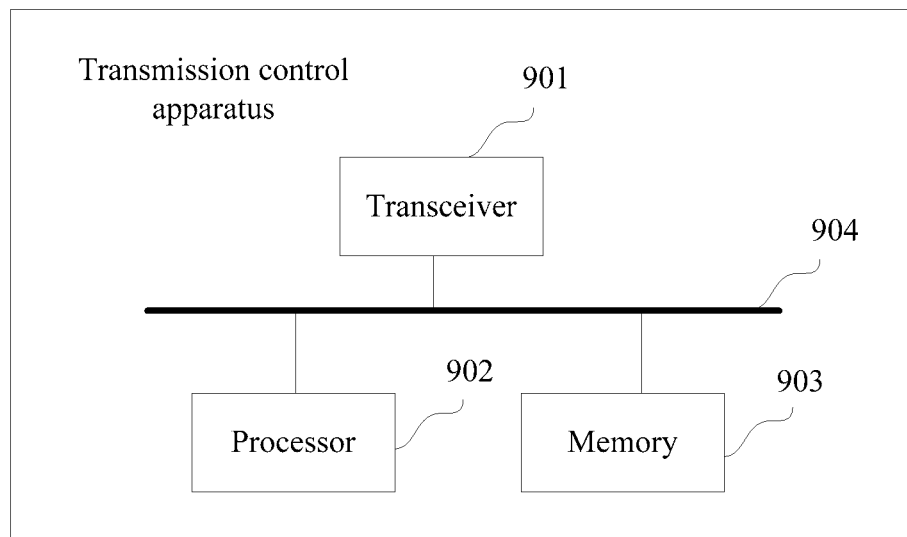 Transmission control
apparatus
901
Transceiver
904
902
903
Processor
Memory